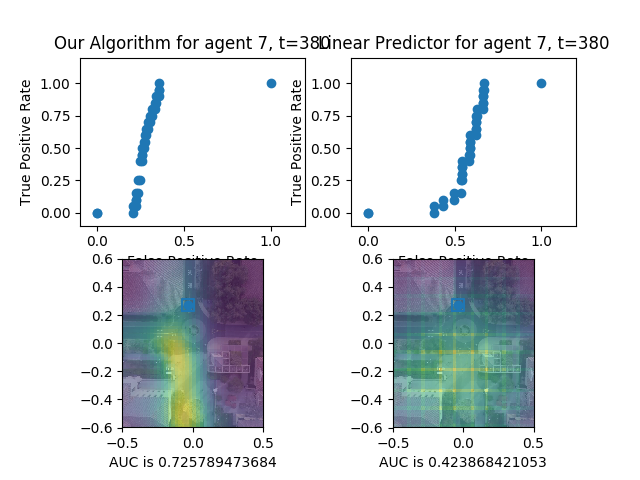 Our Algorithm for agent 7, t=380
Linear Predictor for agent 7, t=380
True Positive Rate
1.00
0.75
0.50
0.25
0.00
0.0 0.5 1.0
True Positive Rate
1.00
0.75
0.50
0.25
0.00
0.0 0.5 1.0
False Positive Rate
False Positive Rate
0.6
0.4
0.2
0.0
−0.2
−0.4
−0.6
−0.5 0.0 0.5
AUC is 0.725789473684
0.6
0.4
0.2
0.0
−0.2
−0.4
−0.6
−0.5 0.0 0.5
AUC is 0.423868421053